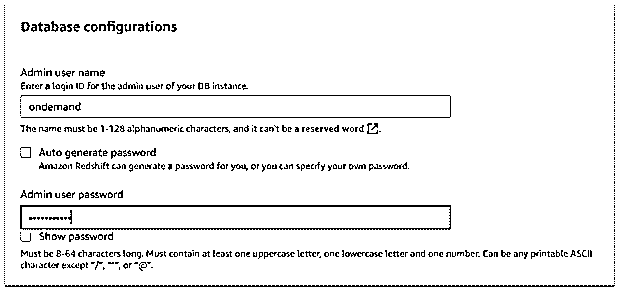 Database configurations
Admin user name
Enter a login ID for the admin user of your DB instance.
ondemand
The name must be 1-128 alphanumeric characters, and it can't be a reserved word.
Auto generate password
Amazon Redshift can generate a password for you, or you can specify your own password.
Admin user password
Show password
Must be 8-64 characters long. Must contain at least one uppercase letter, one lowercase letter and one number. Can be any printable ASCII
character except "/", """, or "@".